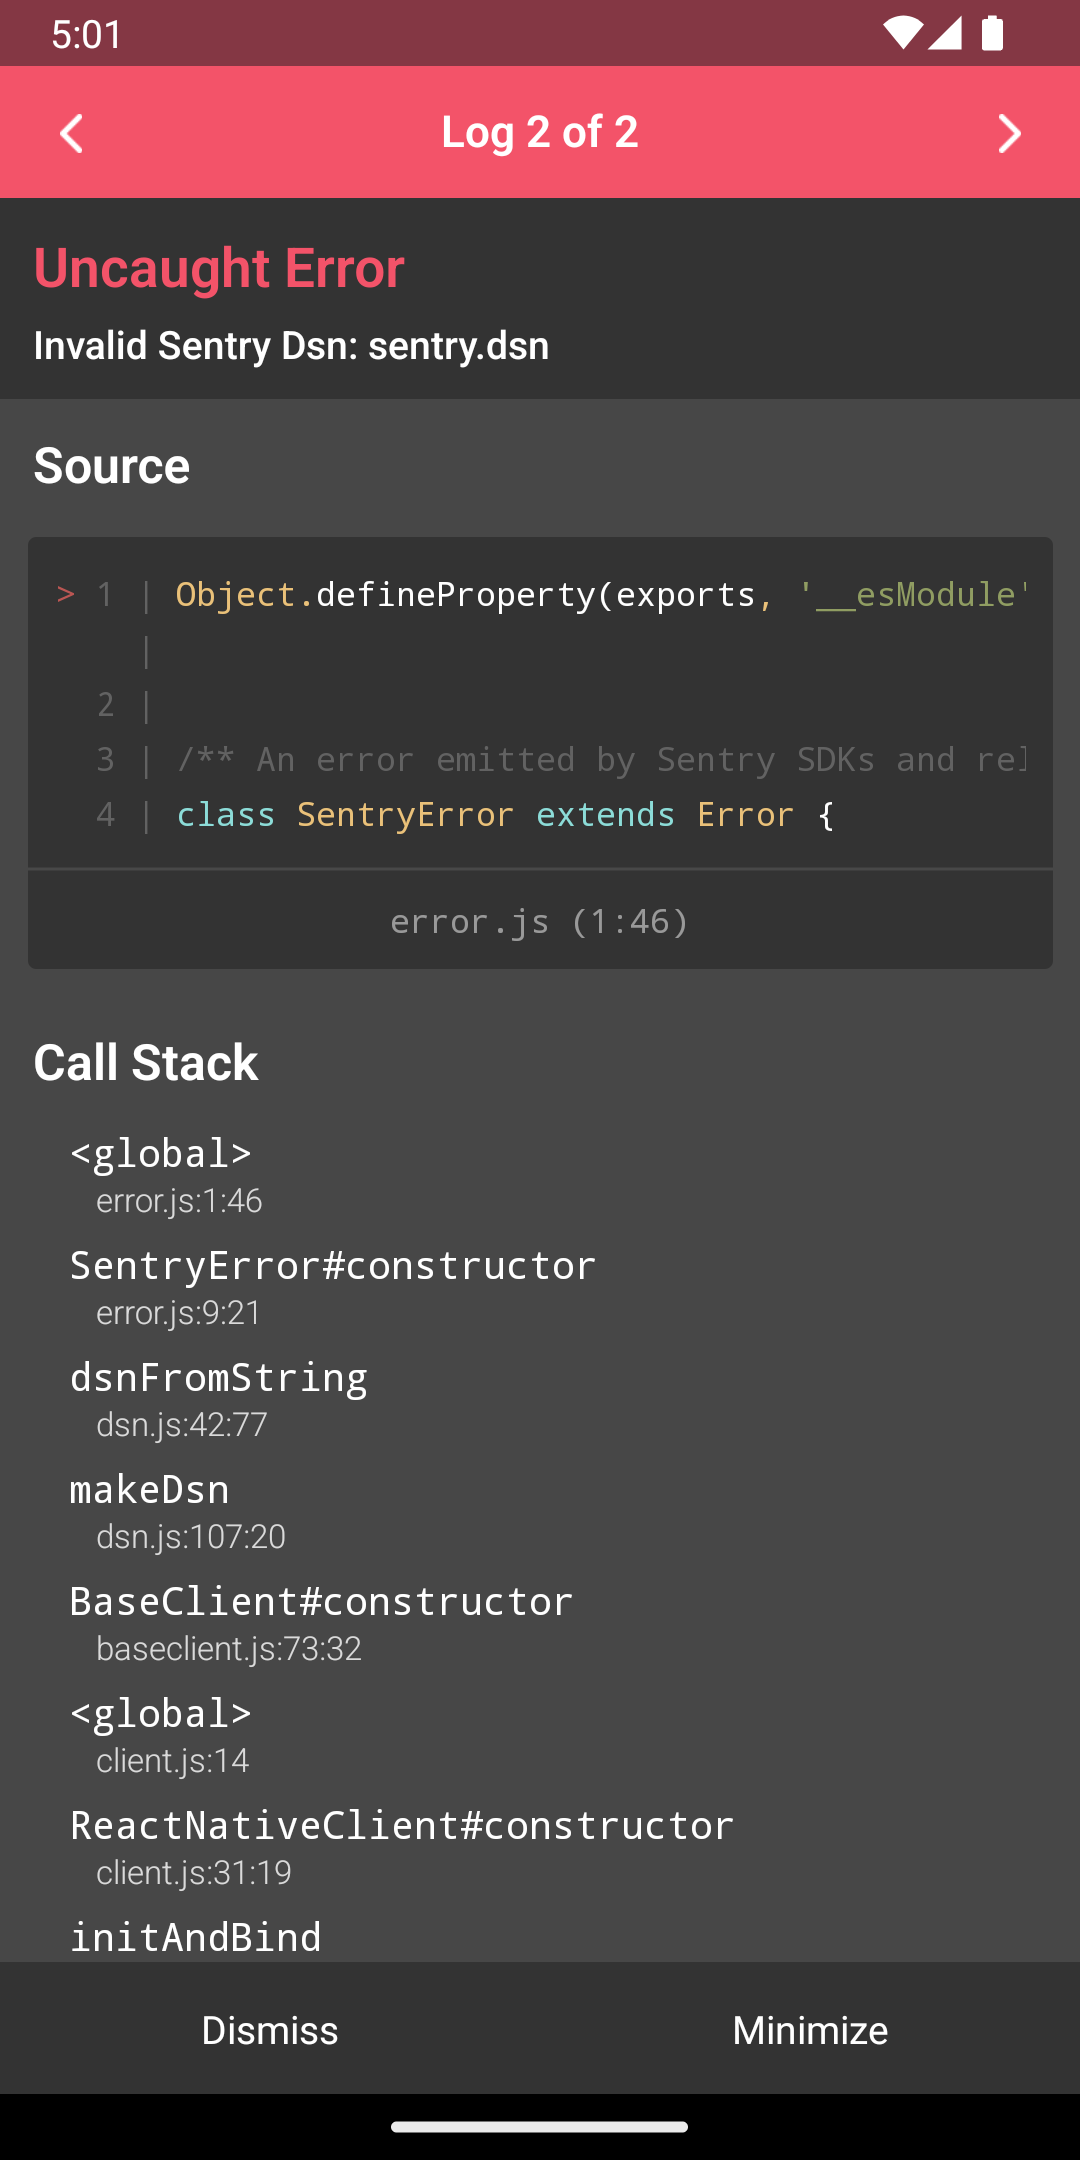 5:01
Log 2 of 2
Uncaught Error
Invalid Sentry Dsn: sentry.dsn
Source
> 1 | Object.defineProperty(exports, '__esModule'
|
2 |
3 | /** An error emitted by Sentry SDKs and rel
4 | class SentryError extends Error {
error.js (1:46)
Call Stack
<global>
error.js:1:46
SentryError#constructor
error.js:9:21
dsnFromString
dsn.js:42:77
makeDsn
dsn.js:107:20
BaseClient#constructor
baseclient.js:73:32
<global>
client.js:14
ReactNativeClient#constructor
client.js:31:19
initAndBind
Dismiss Minimize